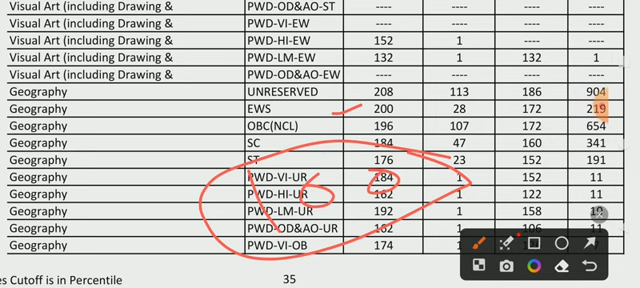 Visual Art (including Drawing & PWD-OD&AO-ST ---- ---- ---- ----
Visual Art (including Drawing & PWD-VI-EW ---- ---- ---- ----
Visual Art (including Drawing & PWD-HI-EW 152 1 ---- ----
Visual Art (including Drawing & PWD-LM-EW 132 1 132 1
Visual Art (including Drawing & PWD-OD&AO-EW ---- ---- ---- ----
Geography UNRESERVED 208 113 186 904
Geography EWS 200 28 172 219
Geography OBC(NCL) 196 107 172 654
Geography SC 184 47 160 341
Geography ST 176 23 152 191
Geography PWD-VI-UR 184 1 152 11
Geography PWD-HI-UR 162 1 122 11
Geography PWD-LM-UR 192 1 158
Geography PWD-OD&AO-UR 162 1 106 11
Geography PWD-VI-OB 174
60
es Cutoff is in Percentile 35